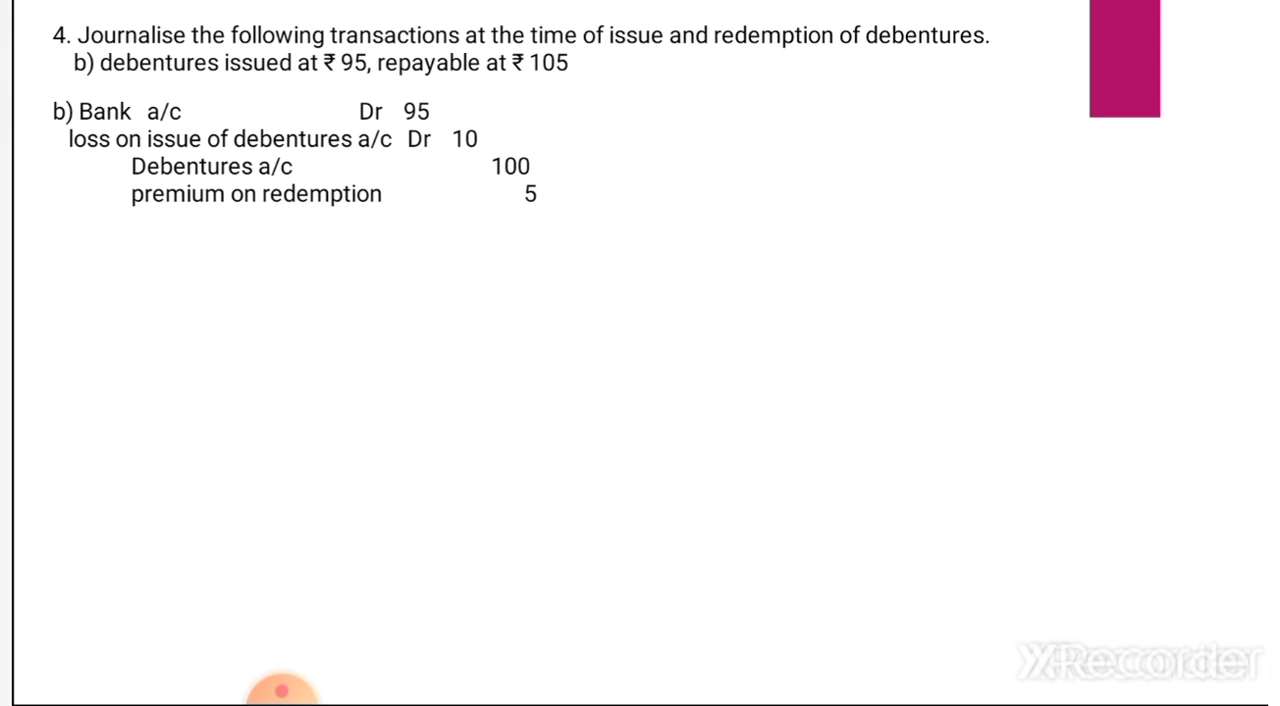 4. Journalise the following transactions at the time of issue and redemption of debentures.
b) debentures issued at ₹ 95, repayable at ₹ 105
b) Bank a/c Dr 95
loss on issue of debentures a/c Dr 10
Debentures a/c 100
premium on redemption 5
XRecorder